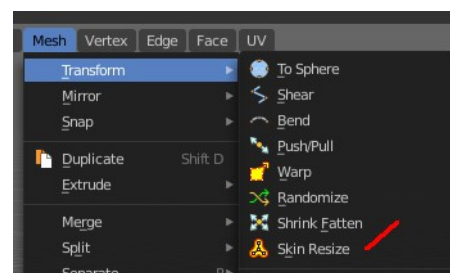 Mesh Vertex Edge Face UV
Transform
Mirror
Snap
Duplicate Shift D
Extrude
Merge
Split
Separate
To Sphere
Shear
Bend
Push/Pull
Warp
Randomize
Shrink Fatten
Skin Resize